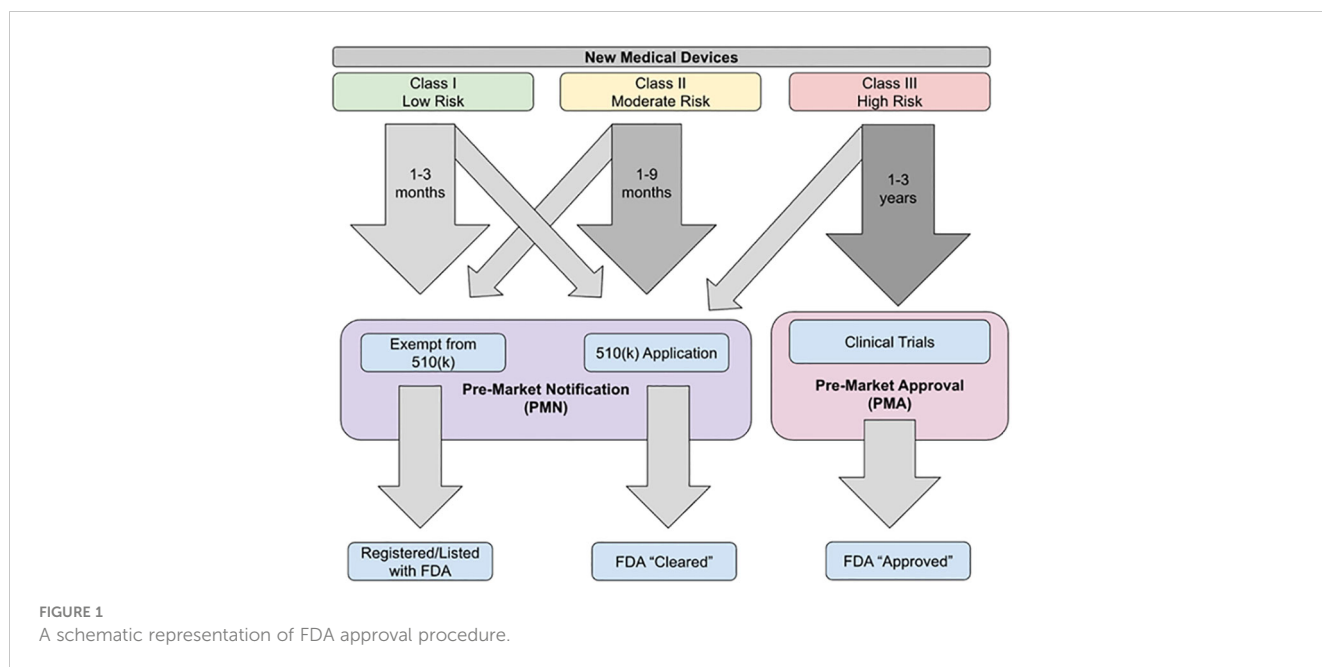 New Medical Devices
Class I
Low Risk
Class II
Moderate Risk
Class III
High Risk
1-3
months
1-9
months
1-3
years
Exempt from
510(k)
510(k) Application
Pre-Market Notification
(PMN)
Clinical Trials
Pre-Market Approval
(PMA)
Registered/Listed
with FDA
FDA “Cleared”
FDA “Approved”
FIGURE 1
A schematic representation of FDA approval procedure.